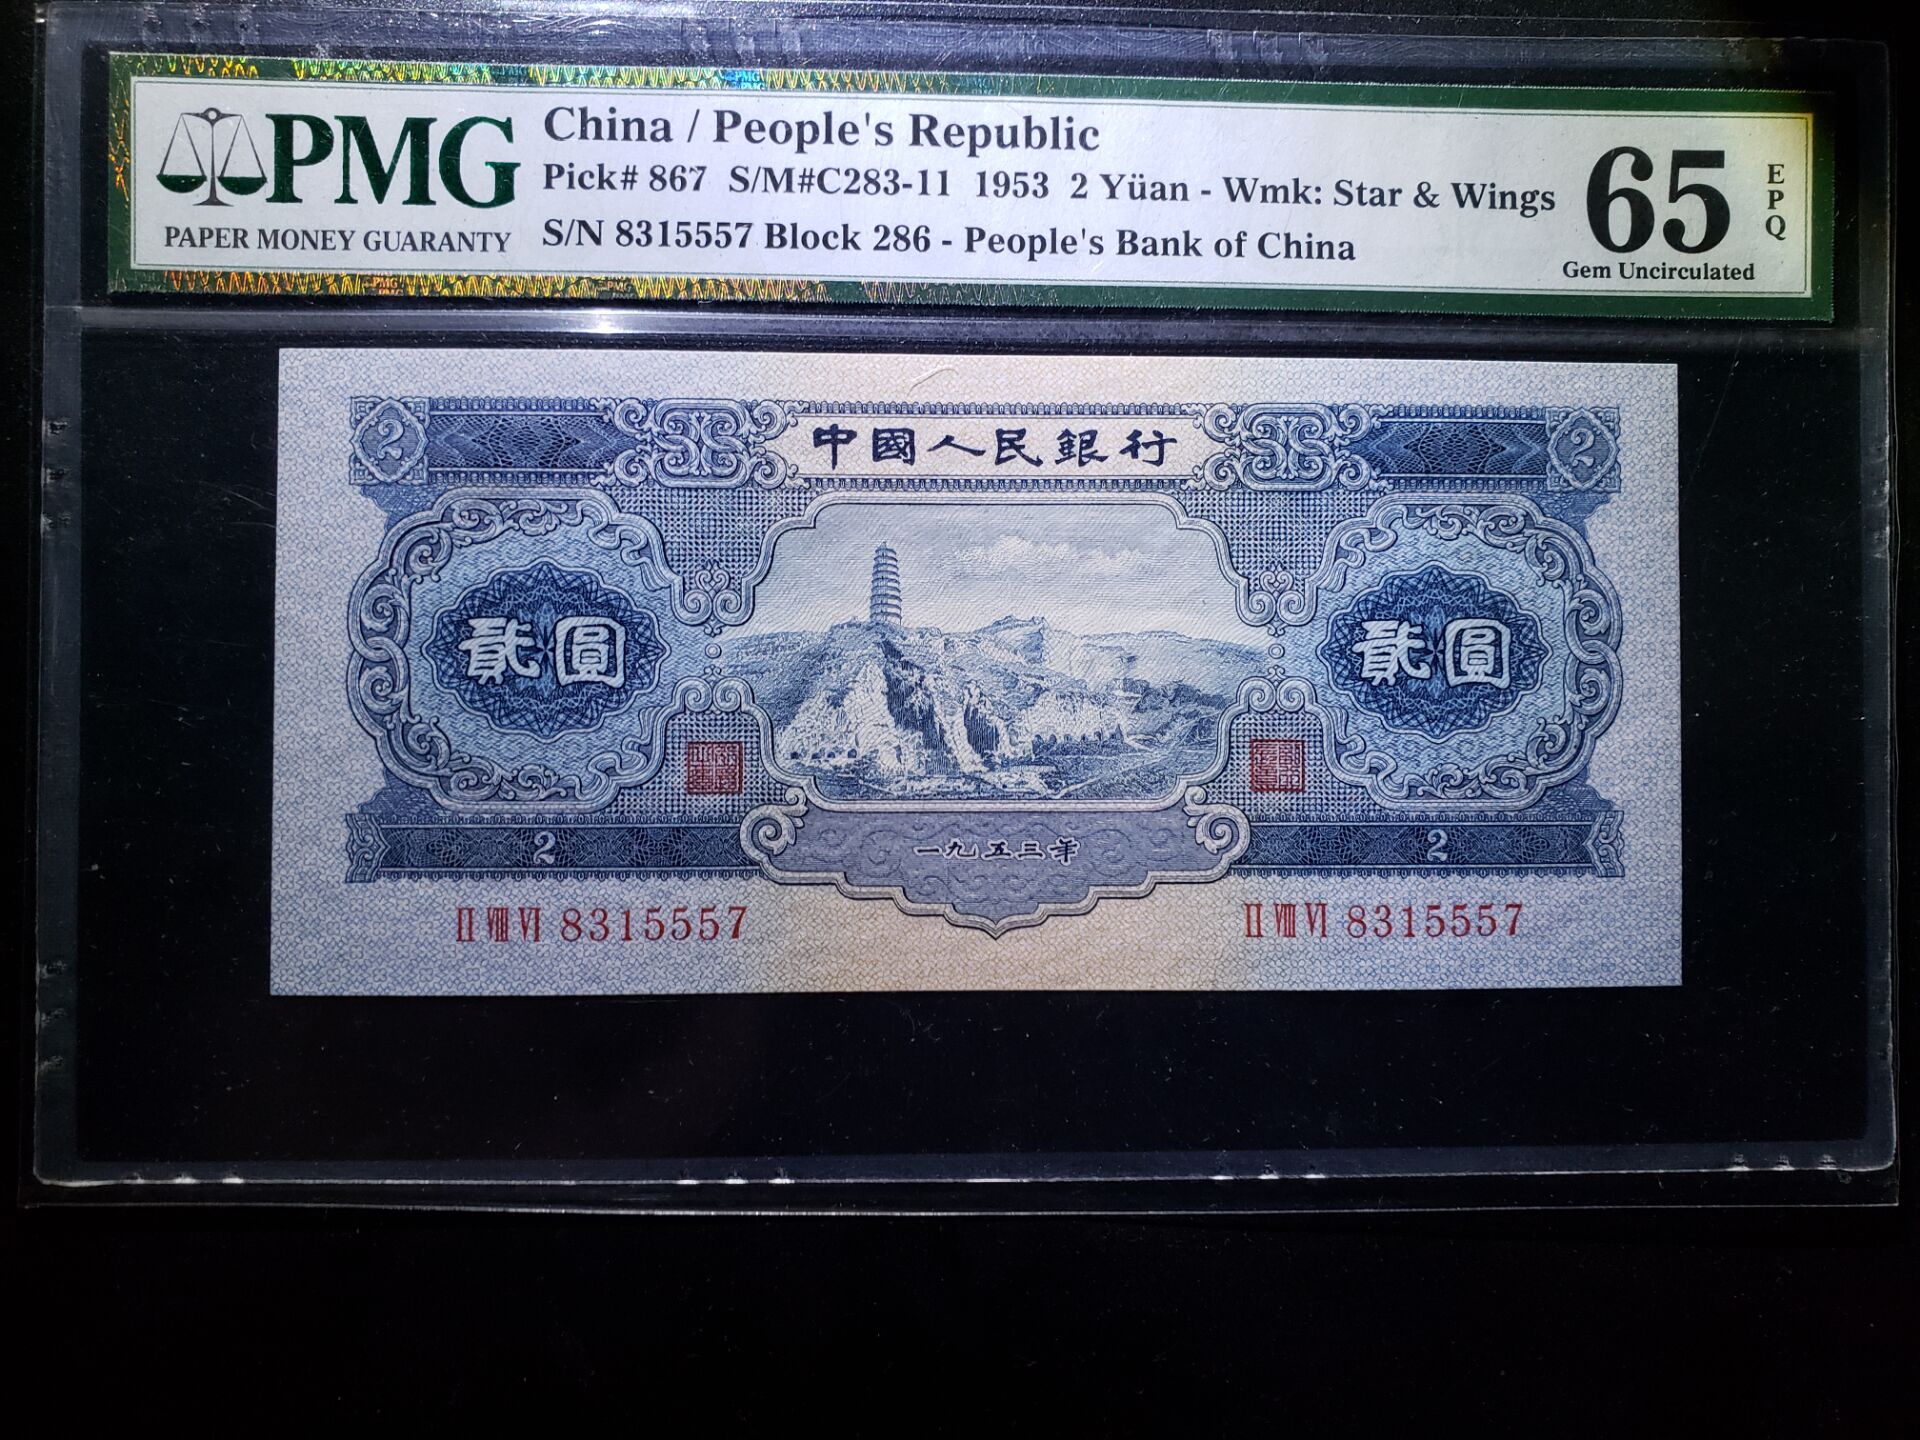 PMG
PAPER MONEY GUARANTY
China / People's Republic
Pick# 867 S/M#C283-11 1953 2 Yüan - Wmk: Star & Wings
S/N 8315557 Block 286 - People's Bank of China
65
EPQ
Gem Uncirculated
2
中國人民銀行
2
貳圓
貳圓
2
一九五三年
2
II VIII VI 8315557
II VIII VI 8315557